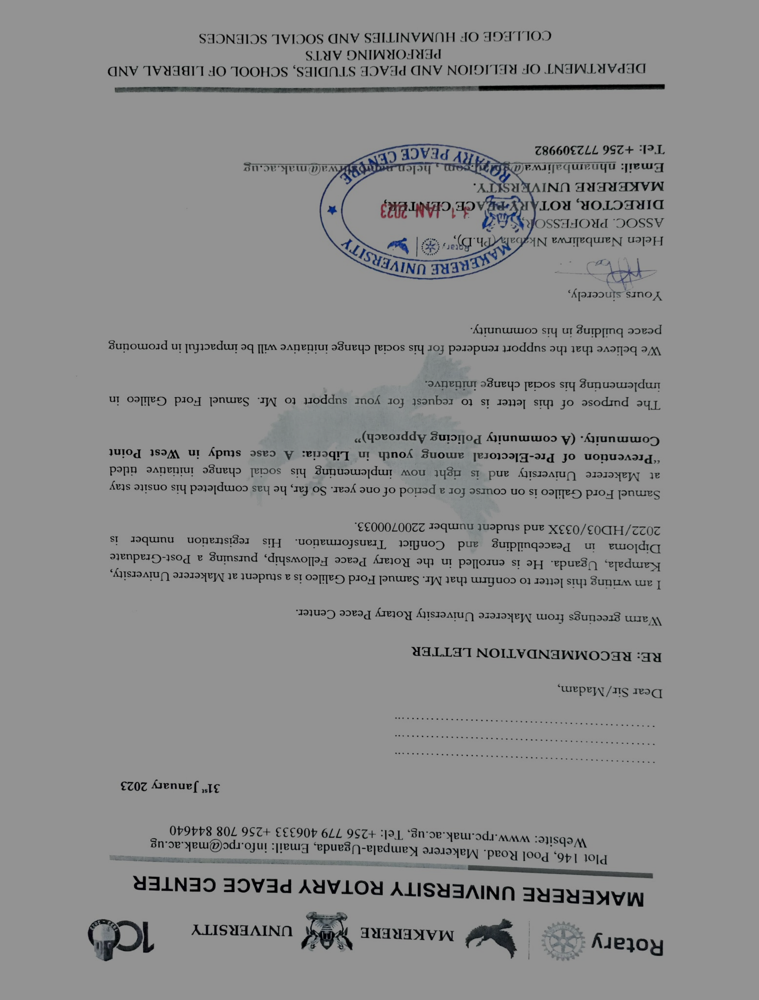 Rotary MAKERERE UNIVERSITY 100
1922 - 2022
MAKERERE UNIVERSITY ROTARY PEACE CENTER
Plot 146, Pool Road. Makerere Kampala-Uganda, Email: info.rpc@mak.ac.ug
Website: www.rpc.mak.ac.ug, Tel: +256 779 406333 +256 708 844640
31st January 2023
Dear Sir/Madam,
RE: RECOMMENDATION LETTER
Warm greetings from Makerere University Rotary Peace Center.
I am writing this letter to confirm that Mr. Samuel Ford Galileo is a student at Makerere University,
Kampala, Uganda. He is enrolled in the Rotary Peace Fellowship, pursuing a Post-Graduate
Diploma in Peacebuilding and Conflict Transformation. His registration number is
2022/HD03/033X and student number 2200700033.
Samuel Ford Galileo is on course for a period of one year. So far, he has completed his onsite stay
at Makerere University and is right now implementing his social change initiative titled
“Prevention of Pre-Electoral among youth in Liberia: A case study in West Point
Community. (A community Policing Approach)”
The purpose of this letter is to request for your support to Mr. Samuel Ford Galileo in
implementing his social change initiative.
We believe that the support rendered for his social change initiative will be impactful in promoting
peace building in his community.
Yours sincerely,
Helen Nambalirwa Nkabala (Ph.D),
ASSOC. PROFESSOR,
DIRECTOR, ROTARY PEACE CENTER,
MAKERERE UNIVERSITY.
Email: nhnambalirwa@gmail.com , helen.nambalirwa@mak.ac.ug
Tel: +256 772309982
MAKERERE UNIVERSITY
Rotary
31 JAN 2023
ROTARY PEACE CENTRE
DEPARTMENT OF RELIGION AND PEACE STUDIES, SCHOOL OF LIBERAL AND
PERFORMING ARTS
COLLEGE OF HUMANITIES AND SOCIAL SCIENCES